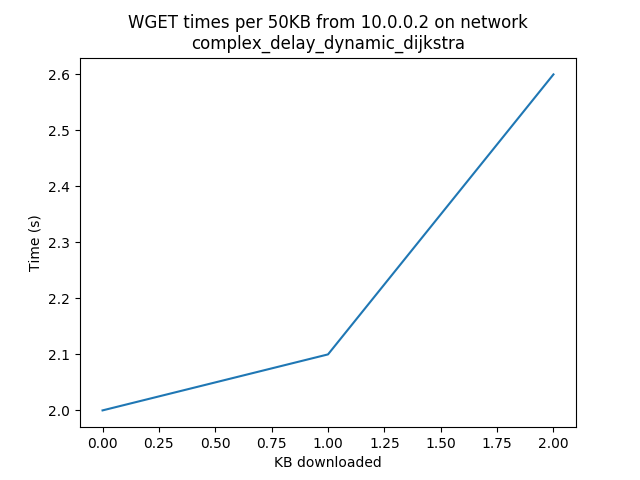 WGET times per 50KB from 10.0.0.2 on network
complex_delay_dynamic_dijkstra
Time (s)
2.6
2.5
2.4
2.3
2.2
2.1
2.0
0.00 0.25 0.50 0.75 1.00 1.25 1.50 1.75 2.00
KB downloaded